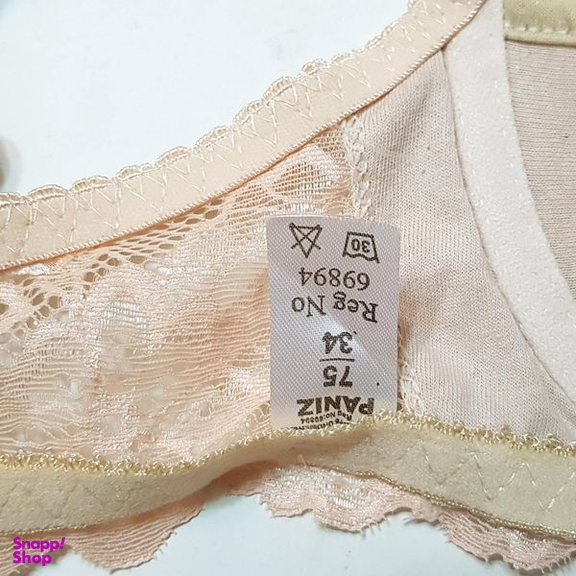 PANIZ
75
34
Reg No
69894
30
Snapp!
Shop